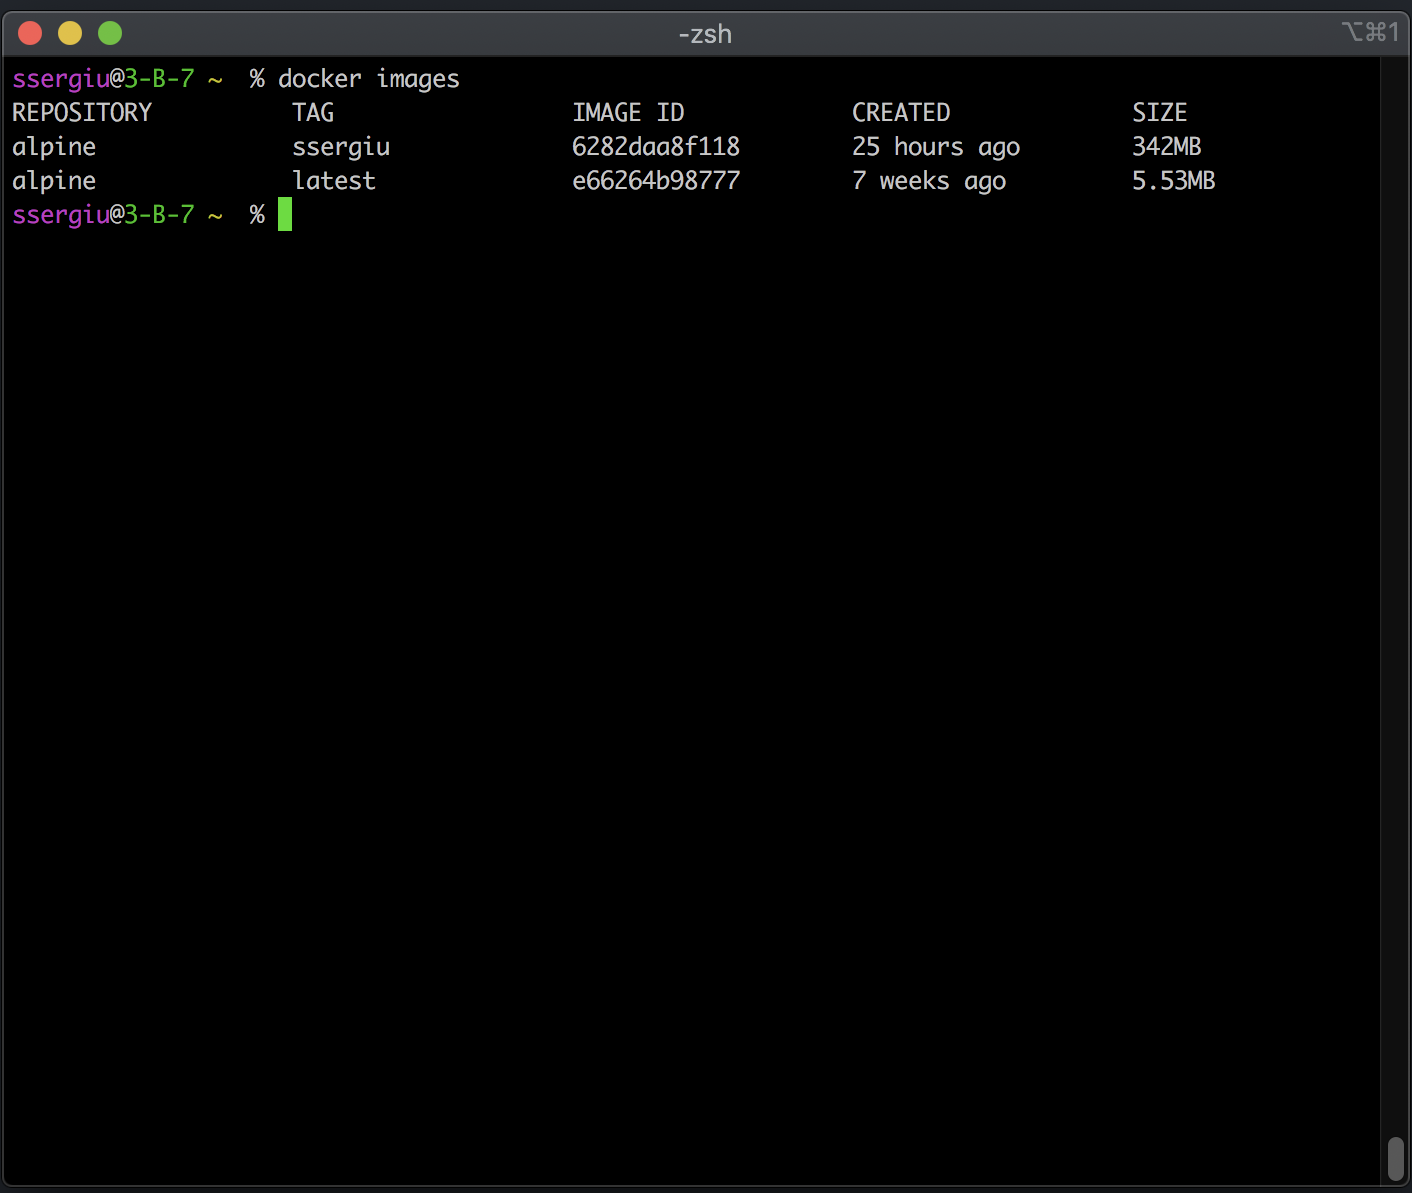 -zsh ⌥⌘1
ssergiu@3-B-7 ~  % docker images
REPOSITORY          TAG                 IMAGE ID            CREATED             SIZE
alpine              ssergiu             6282daa8f118        25 hours ago        342MB
alpine              latest              e66264b98777        7 weeks ago         5.53MB
ssergiu@3-B-7 ~  %